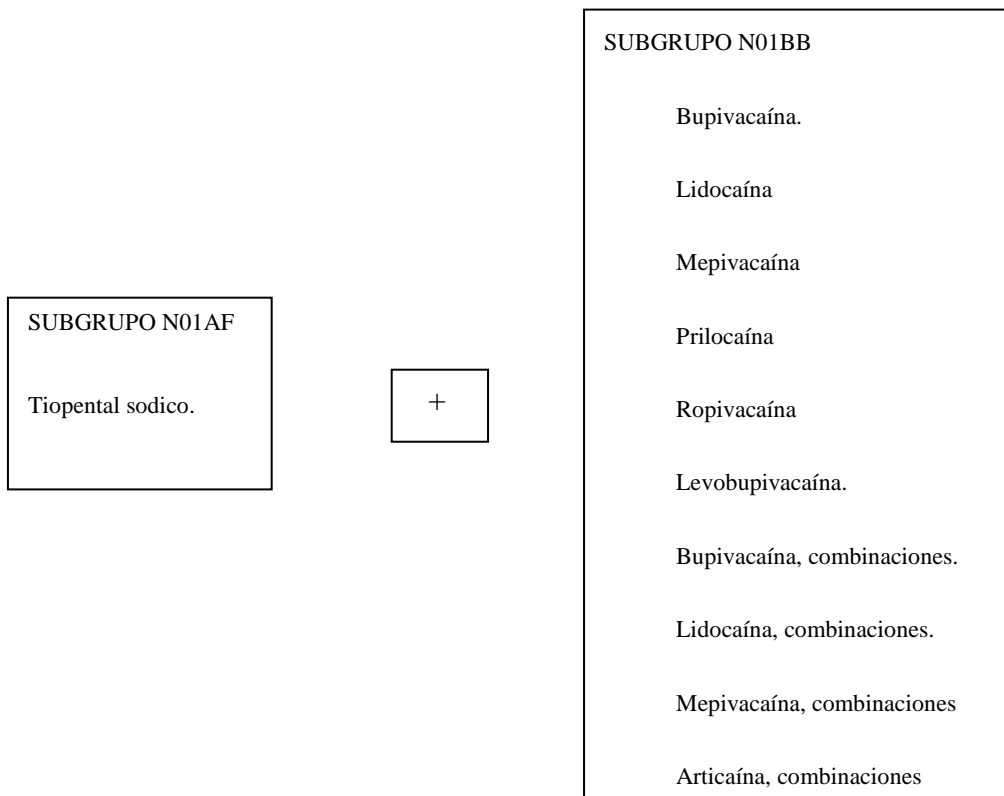 SUBGRUPO N01AF
Tiopental sodico.
+
SUBGRUPO N01BB
Bupivacaína.
Lidocaína
Mepivacaína
Prilocaína
Ropivacaína
Levobupivacaína.
Bupivacaína, combinaciones.
Lidocaína, combinaciones.
Mepivacaína, combinaciones
Articaína, combinaciones